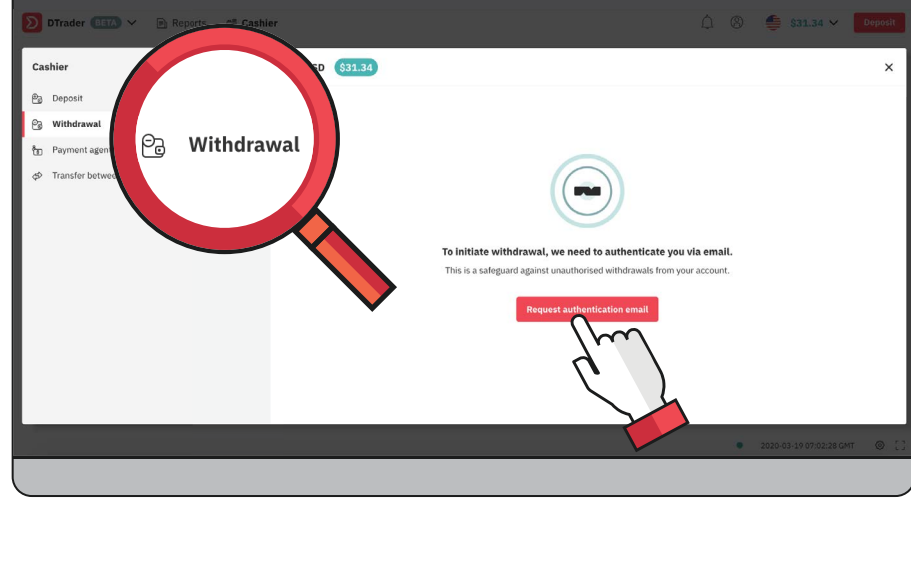 DTrader BETA Reports Cashier $31.34 Deposit
Cashier
SD $31.34
Deposit
Withdrawal
Payment agen
Transfer betwee
Withdrawal
To initiate withdrawal, we need to authenticate you via email.
This is a safeguard against unauthorised withdrawals from your account.
Request authentication email
2020-03-19 07:02:28 GMT